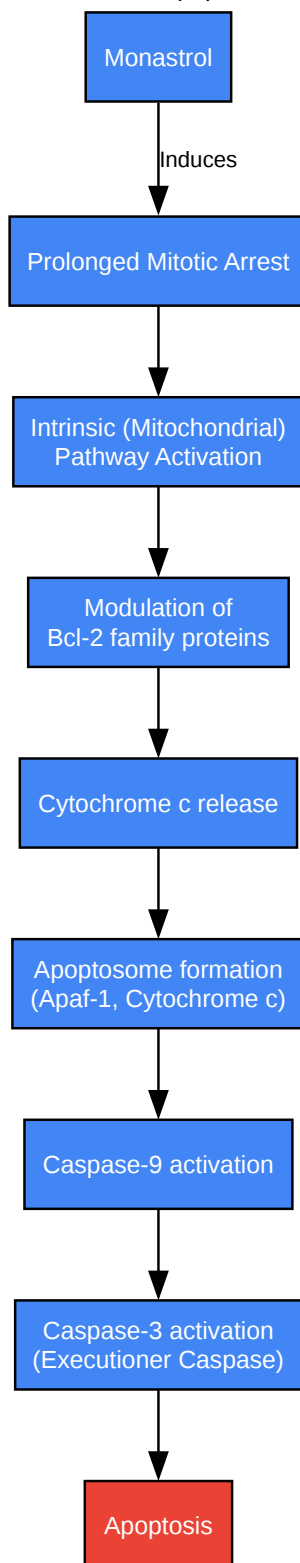 Monastrol
Induces
Prolonged Mitotic Arrest
Intrinsic (Mitochondrial)
Pathway Activation
Modulation of
Bcl-2 family proteins
Cytochrome c release
Apoptosome formation
(Apaf-1, Cytochrome c)
Caspase-9 activation
Caspase-3 activation
(Executioner Caspase)
Apoptosis